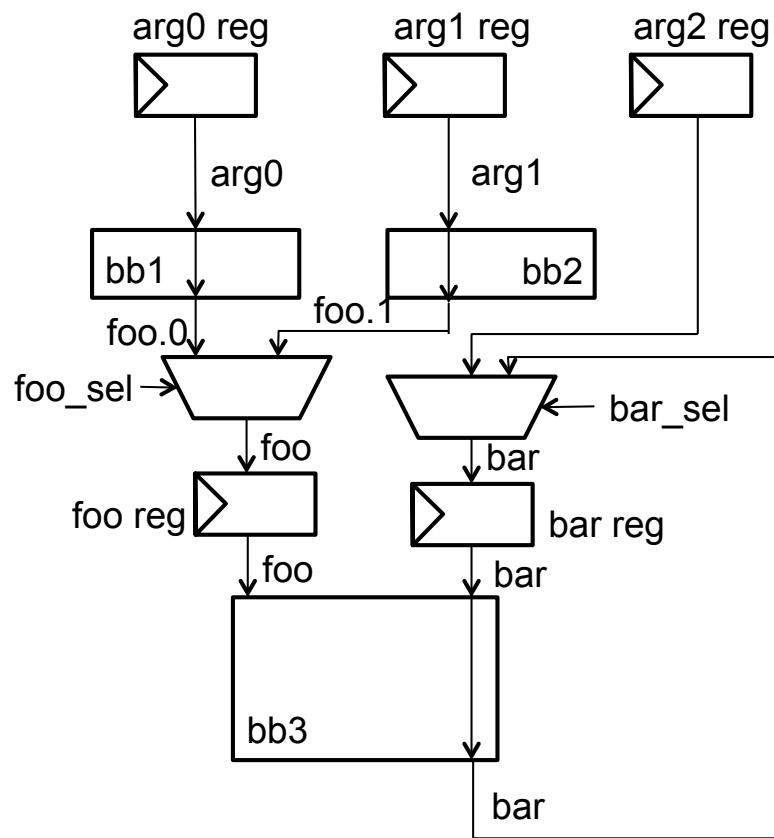 arg0 reg
arg1 reg
arg2 reg
arg0
arg1
bb1
bb2
foo.0
foo.1
foo_sel
bar_sel
foo
bar
foo reg
bar reg
foo
bar
bb3
bar